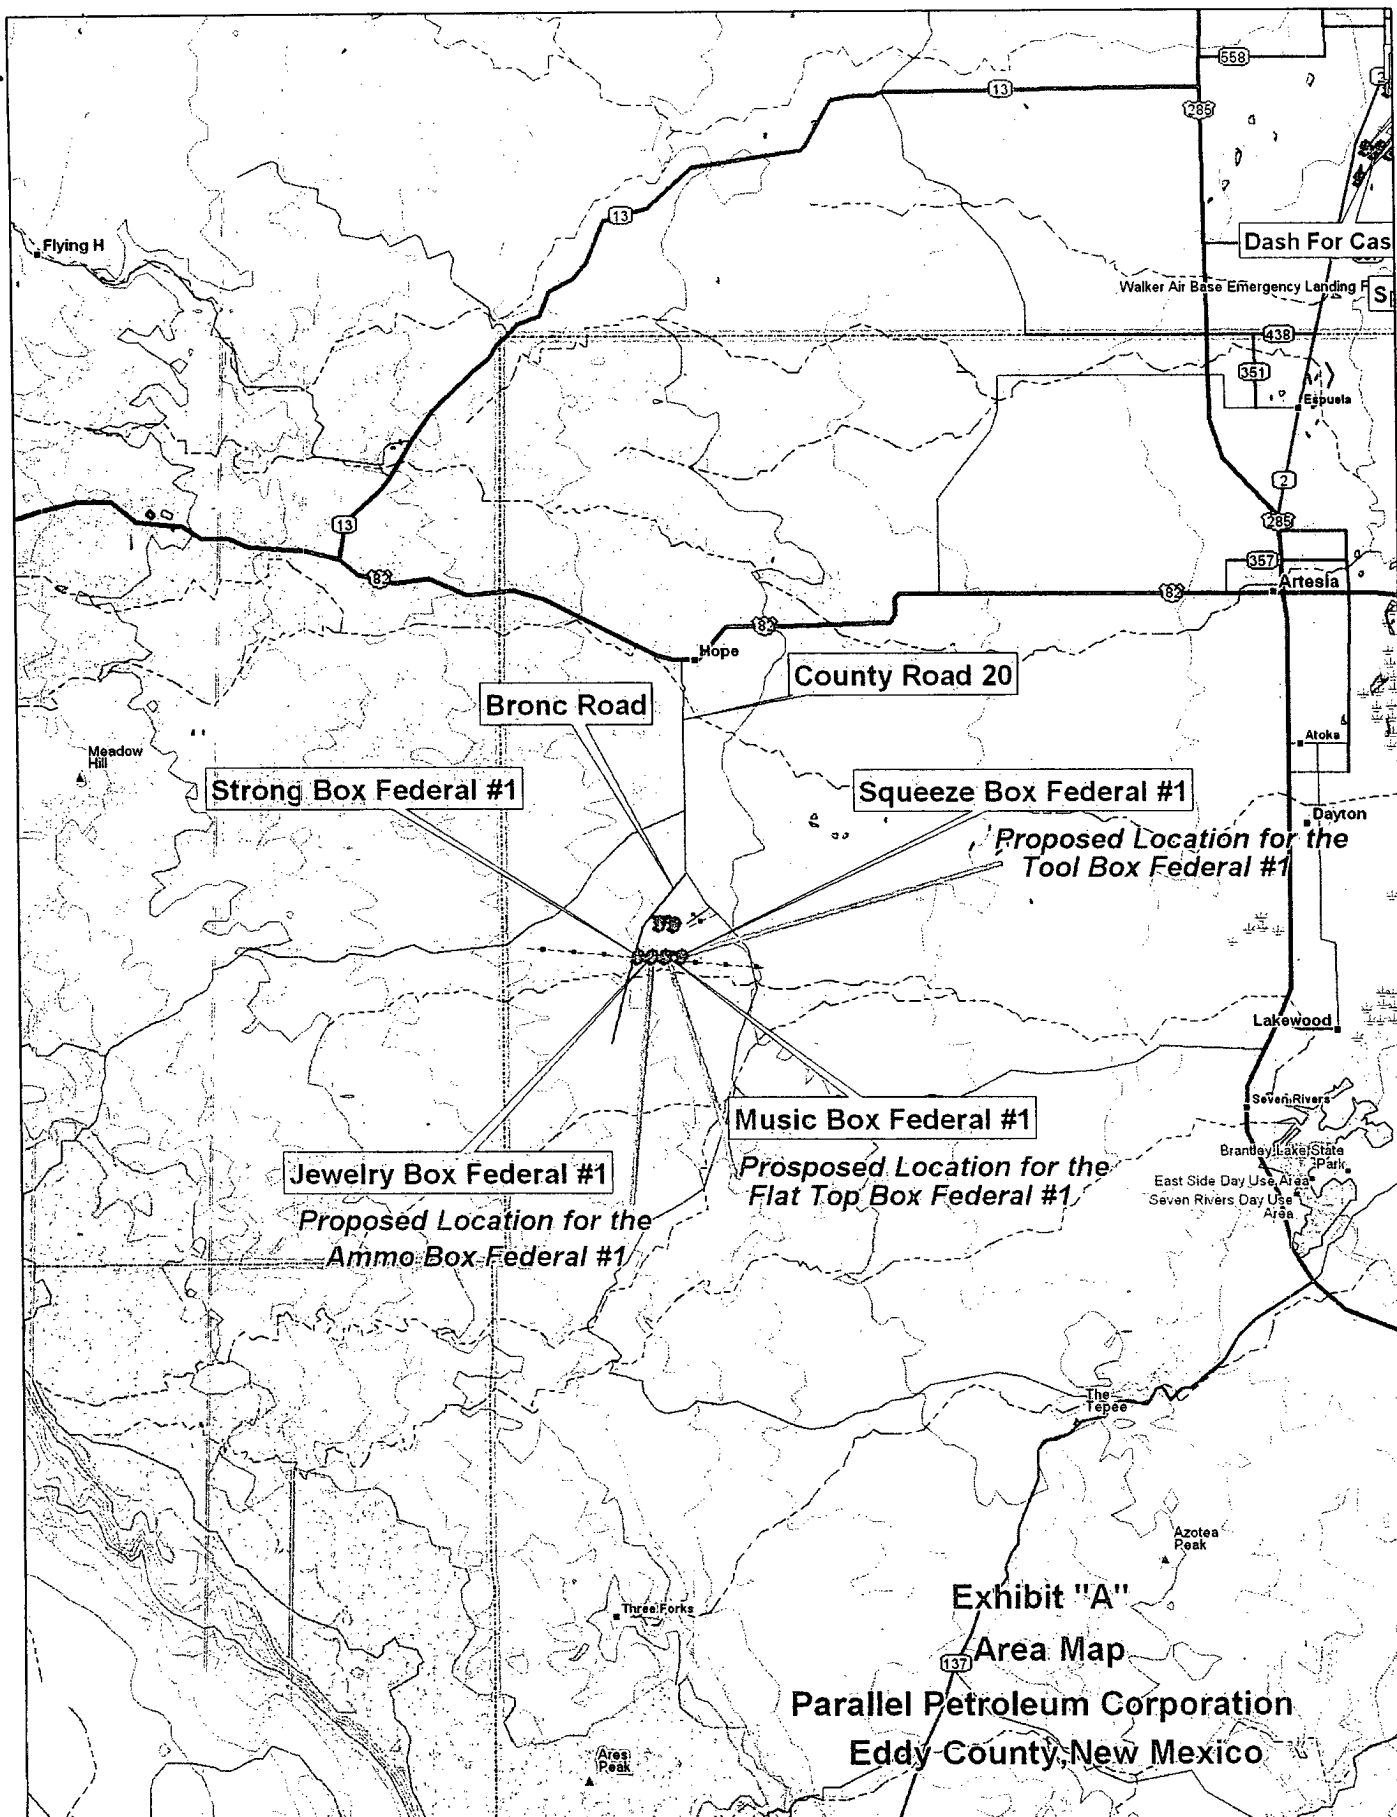 558
13
285
13
Flying H
Dash For Cas
Walker Air Base Emergency Landing F
438
351
Espuela
2
13
285
357
82
Artesia
82
82
Hope
County Road 20
Bronc Road
Atoka
Meadow
Hill
Strong Box Federal #1
Squeeze Box Federal #1
Dayton
Proposed Location for the
Tool Box Federal #1
Lakewood
Seven Rivers
Music Box Federal #1
Brantley Lake State
Park
Jewelry Box Federal #1
Prosposed Location for the
Flat Top Box Federal #1
East Side Day Use Area
Seven Rivers Day Use
Area
Proposed Location for the
Ammo Box Federal #1
The
Tepee
Azotea
Peak
Three Forks
Exhibit "A"
Area Map
137
Parallel Petroleum Corporation
Eddy County, New Mexico
Ares
Peak